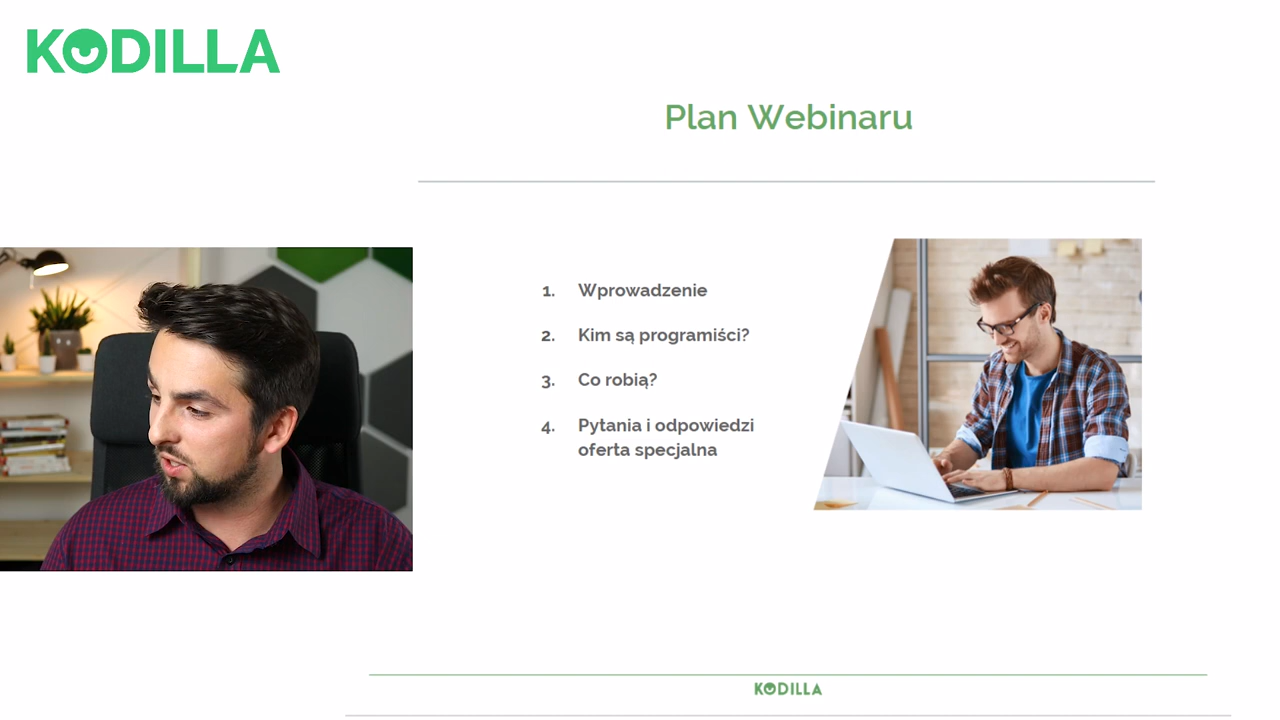 KODILLA
Plan Webinaru
1. Wprowadzenie
2. Kim są programiści?
3. Co robią?
4. Pytania i odpowiedzi
oferta specjalna
KODILLA